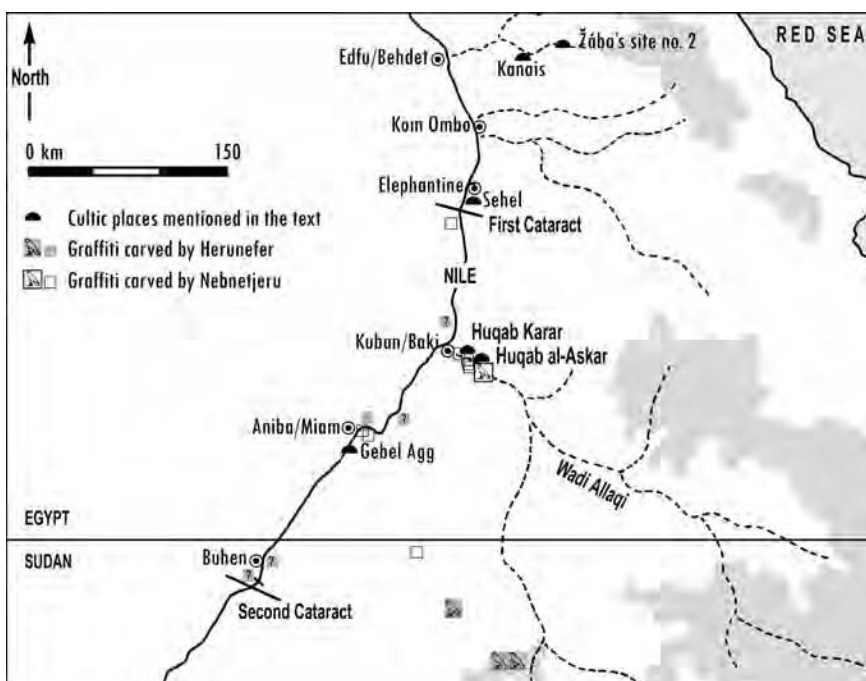 RED SEA
Žába's site no. 2
Edfu/Behdet
Kanais
North
Kom Ombo
0 km 150
Elephantine
Sehel
Cultic places mentioned in the text
First Cataract
Graffiti carved by Herunefer
Graffiti carved by Nebnetjeru
NILE
?
Huqab Karar
Kuban/Baki
Huqab al-Askar
?
Aniba/Miam
Gebel Agg
Wadi Allaqi
EGYPT
SUDAN
Buhen
?
?
Second Cataract